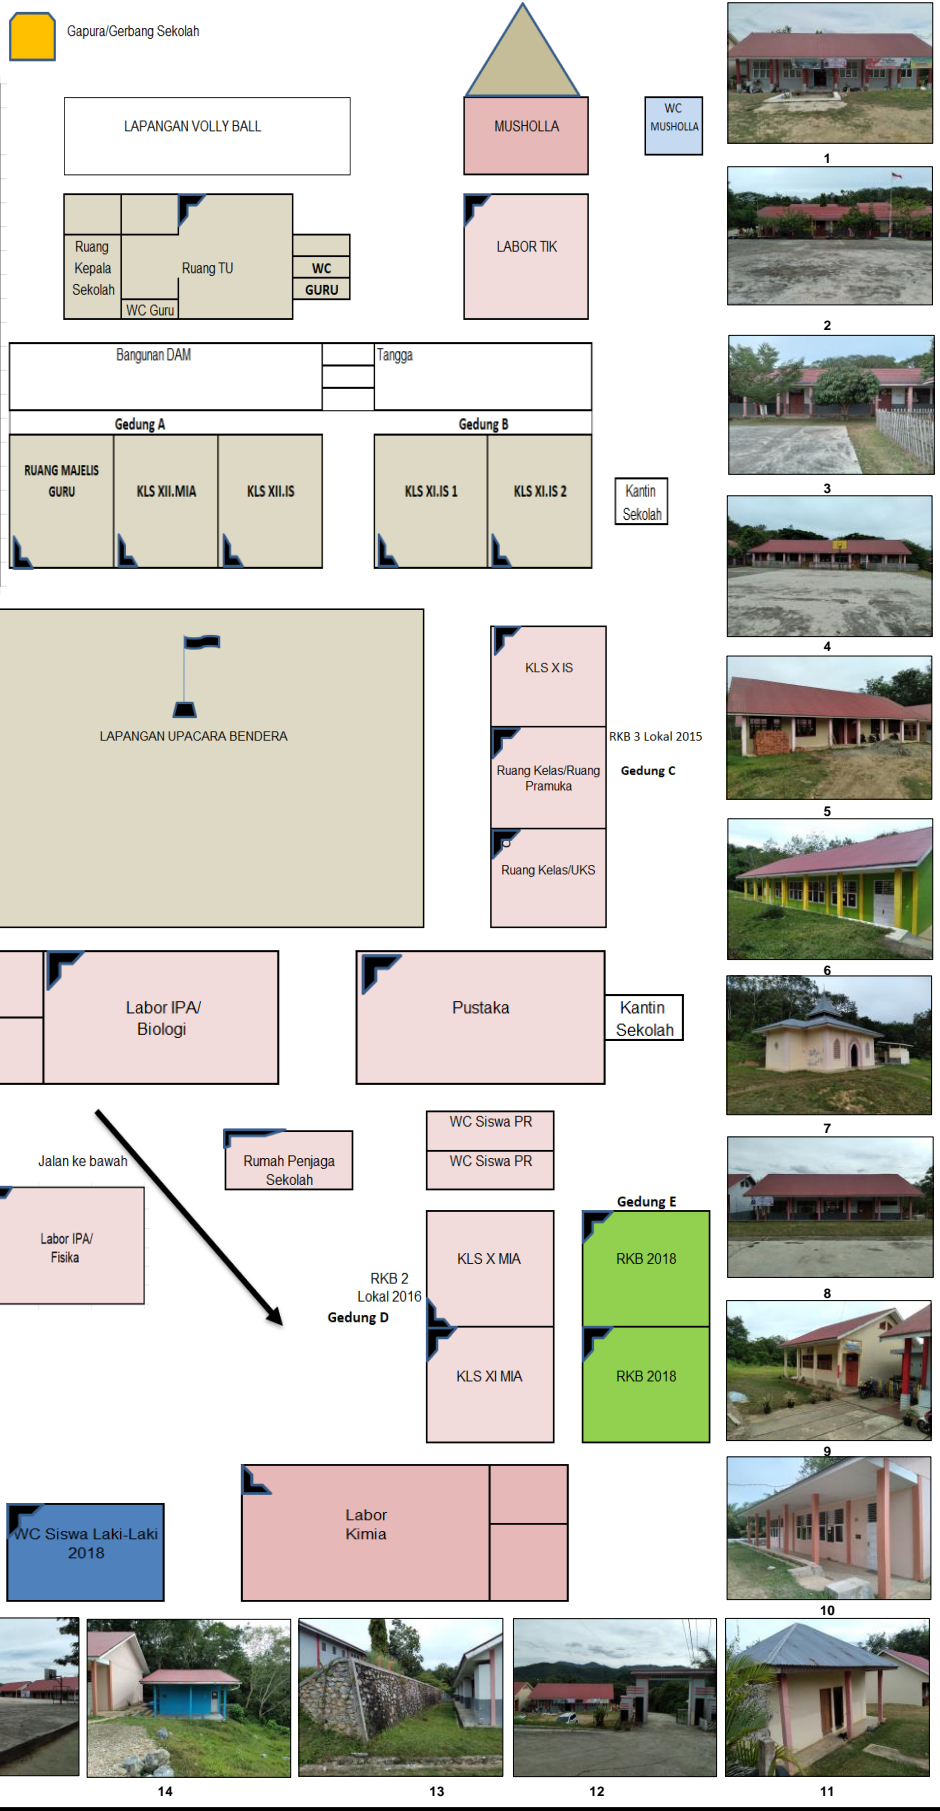 Gapura/Gerbang Sekolah
LAPANGAN VOLLY BALL
MUSHOLLA
WC
MUSHOLLA
1
Ruang
Kepala
Sekolah
Ruang TU
WC
GURU
WC Guru
LABOR TIK
2
Bangunan DAM
Tangga
Gedung A
Gedung B
RUANG MAJELIS
GURU
KLS XII.MIA
KLS XII.IS
KLS XI.IS 1
KLS XI.IS 2
Kantin
Sekolah
3
4
LAPANGAN UPACARA BENDERA
KLS X IS
RKB 3 Lokal 2015
Ruang Kelas/Ruang
Pramuka
Gedung C
Ruang Kelas/UKS
5
6
Labor IPA/
Biologi
Pustaka
Kantin
Sekolah
7
Jalan ke bawah
Rumah Penjaga
Sekolah
WC Siswa PR
WC Siswa PR
Labor IPA/
Fisika
Gedung E
RKB 2
Lokal 2016
Gedung D
KLS X MIA
RKB 2018
KLS XI MIA
RKB 2018
8
9
WC Siswa Laki-Laki
2018
Labor
Kimia
10
14
13
12
11